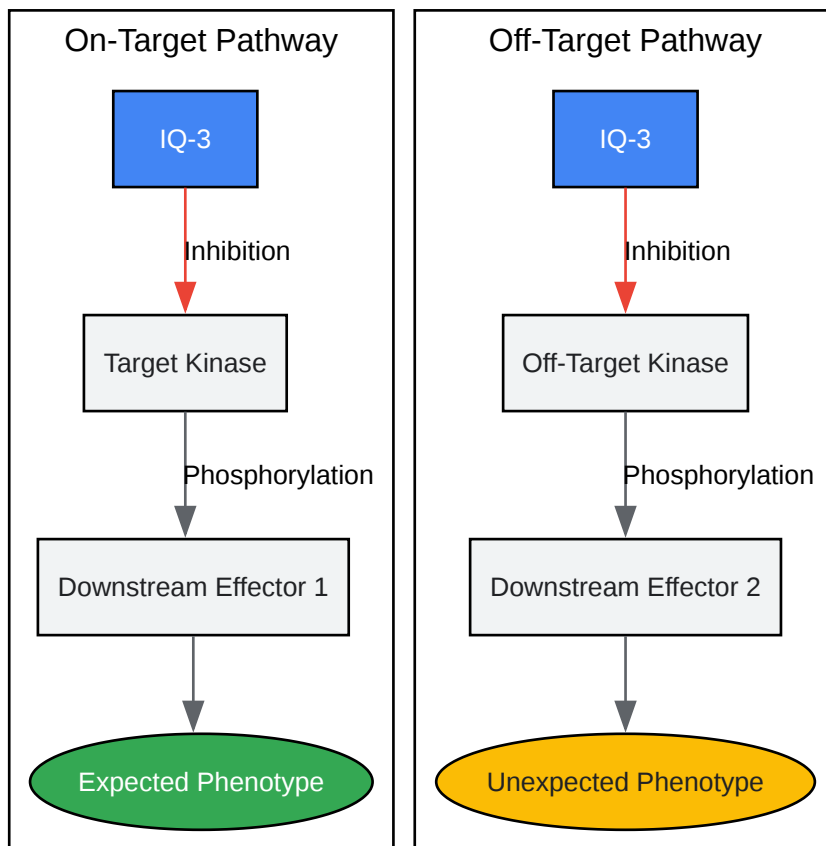 On-Target Pathway
IQ-3
Inhibition
Target Kinase
Phosphorylation
Downstream Effector 1
Expected Phenotype
Off-Target Pathway
IQ-3
Inhibition
Off-Target Kinase
Phosphorylation
Downstream Effector 2
Unexpected Phenotype